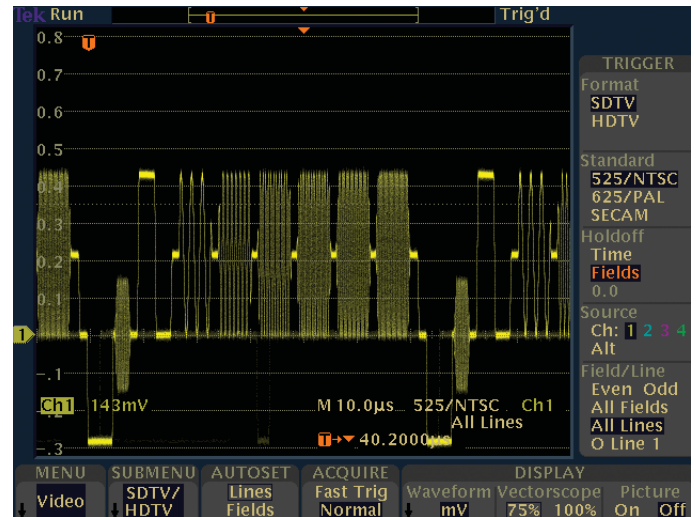 Tek Run Trig'd
T
T
0.8
0.7
0.6
0.5
0.4
0.3
0.2
0.1
1
-.1
-.2
-.3
Ch1 143mV M 10.0µs 525/NTSC Ch1
All Lines
T→▼ 40.2000µs
TRIGGER
Format
SDTV
HDTV
Standard
525/NTSC
625/PAL
SECAM
Holdoff
Time
Fields
0.0
Source
Ch: 1 2 3 4
Alt
Field/Line
Even Odd
All Fields
All Lines
O Line 1
MENU SUBMENU AUTOSET ACQUIRE DISPLAY
Video
SDTV/
HDTV
Lines
Fields
Fast Trig
Normal
Waveform Vectorscope Picture
mV 75% 100% On Off